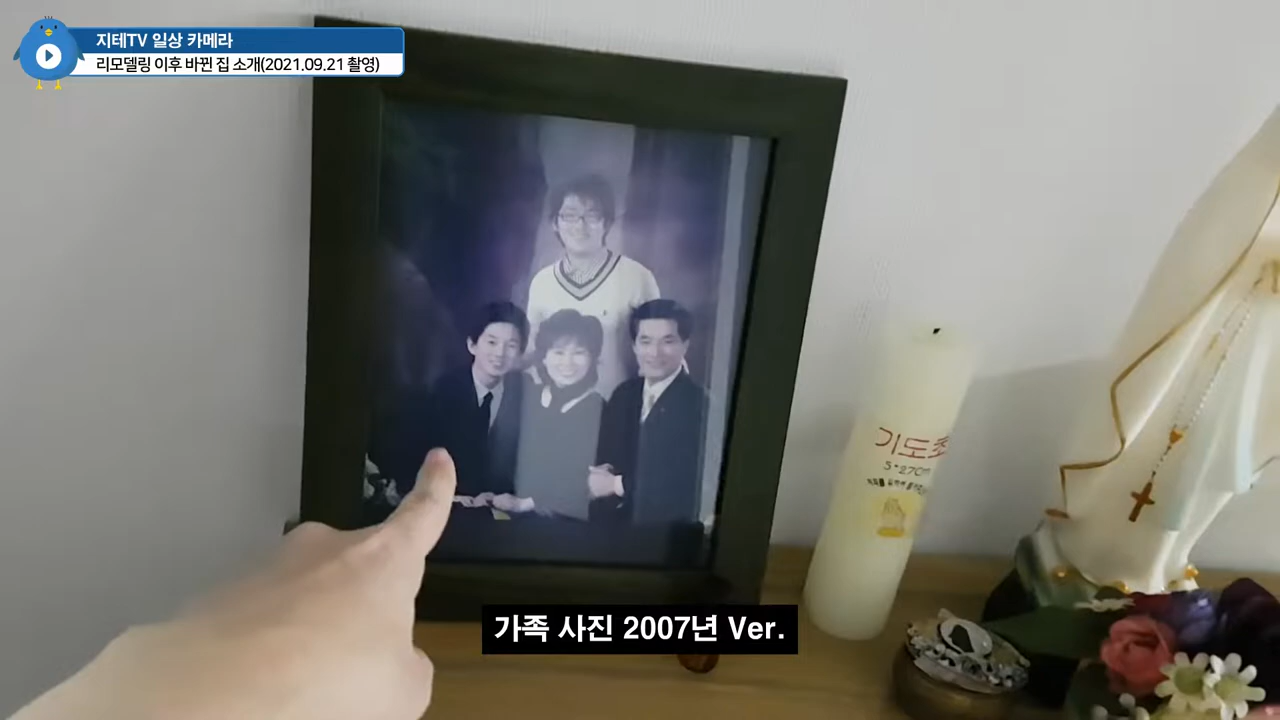 지테TV 일상 카메라
리모델링 이후 바뀐 집 소개(2021.09.21 촬영)
기도초
가족 사진 2007년 Ver.